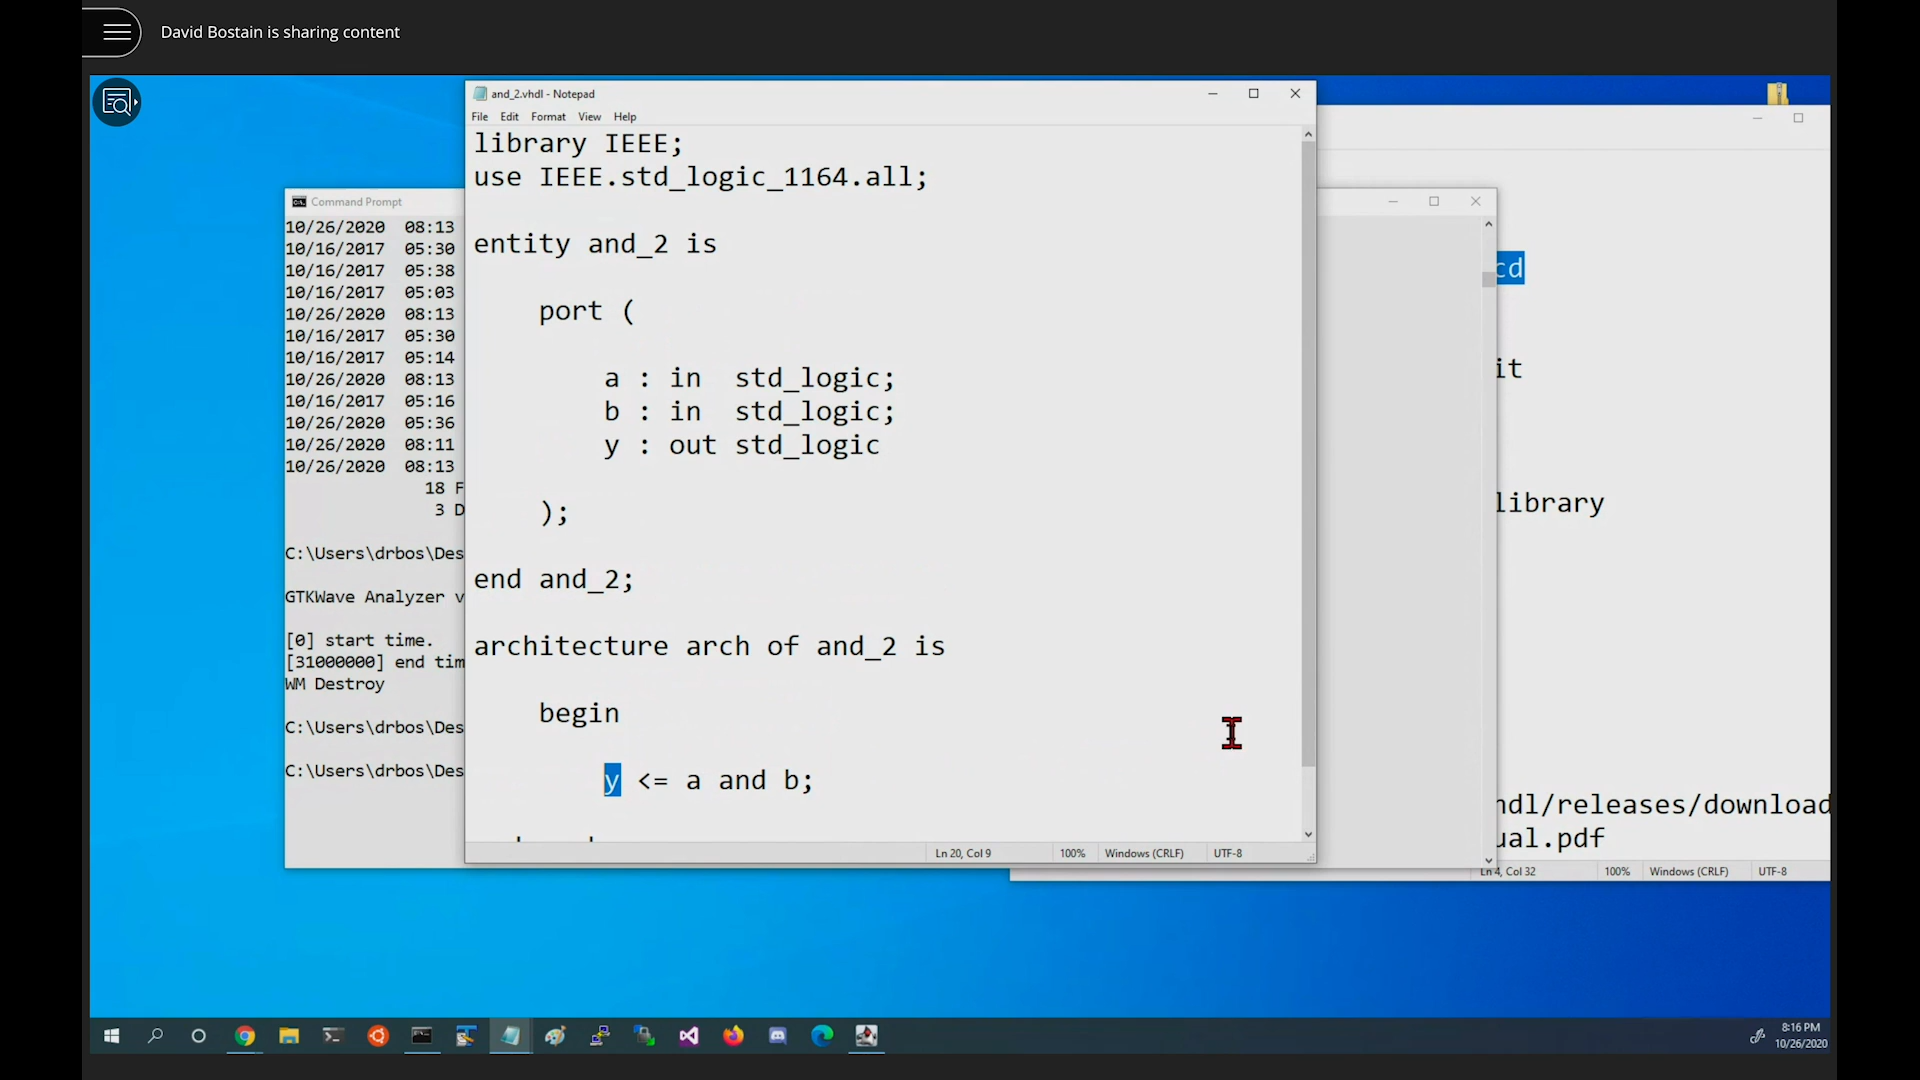 David Bostain is sharing content
and_2.vhdl - Notepad
File Edit Format View Help
library IEEE;
use IEEE.std_logic_1164.all;
entity and_2 is
port (
a : in std_logic;
b : in std_logic;
y : out std_logic
);
end and_2;
architecture arch of and_2 is
begin
y <= a and b;
Ln 20, Col 9 100% Windows (CRLF) UTF-8
Command Prompt
10/26/2020 08:13
10/16/2017 05:30
10/16/2017 05:38
10/16/2017 05:03
10/26/2020 08:13
10/16/2017 05:30
10/16/2017 05:14
10/26/2020 08:13
10/16/2017 05:16
10/26/2020 05:36
10/26/2020 08:11
10/26/2020 08:13
18 F
3 D
C:\Users\drbos\Des
GTKWave Analyzer v
[0] start time.
[31000000] end tim
WM Destroy
C:\Users\drbos\Des
C:\Users\drbos\Des
cd
it
library
hdl/releases/download
ual.pdf
Ln 4, Col 32 100% Windows (CRLF) UTF-8
8:16 PM
10/26/2020